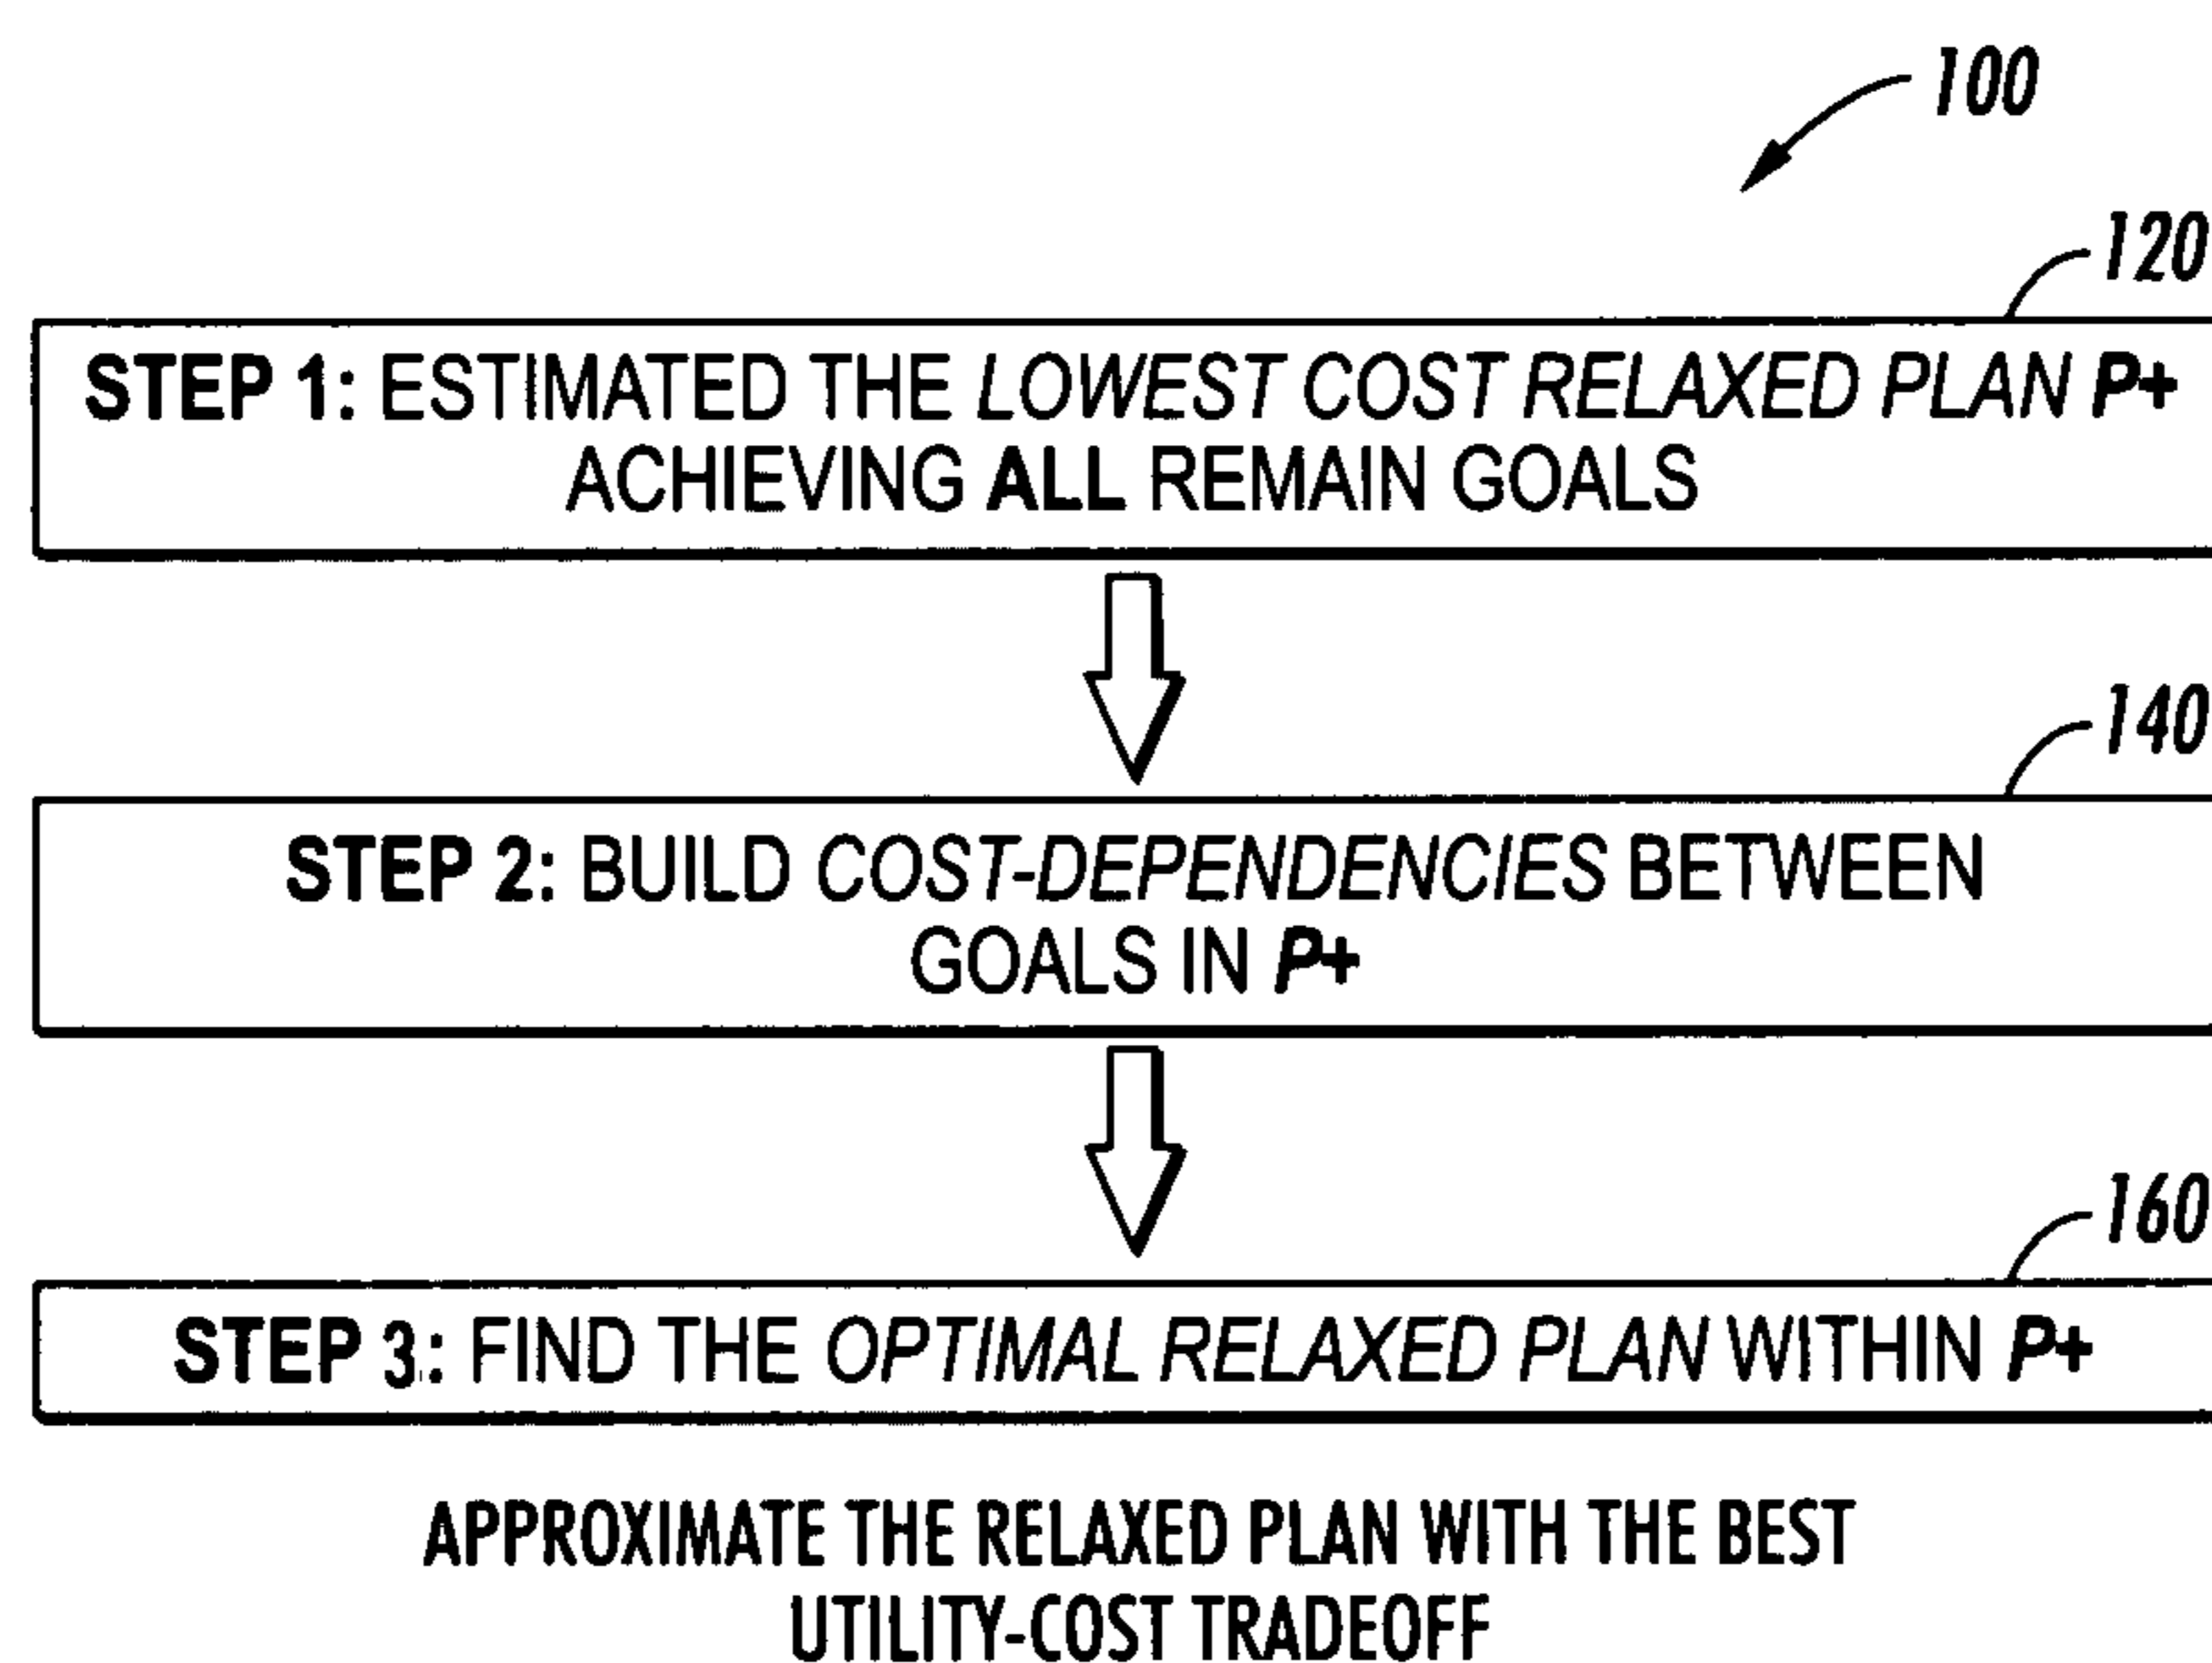 100
120
STEP 1: ESTIMATED THE LOWEST COST RELAXED PLAN P+
ACHIEVING ALL REMAIN GOALS
140
STEP 2: BUILD COST-DEPENDENCIES BETWEEN
GOALS IN P+
160
STEP 3: FIND THE OPTIMAL RELAXED PLAN WITHIN P+
APPROXIMATE THE RELAXED PLAN WITH THE BEST
UTILITY-COST TRADEOFF